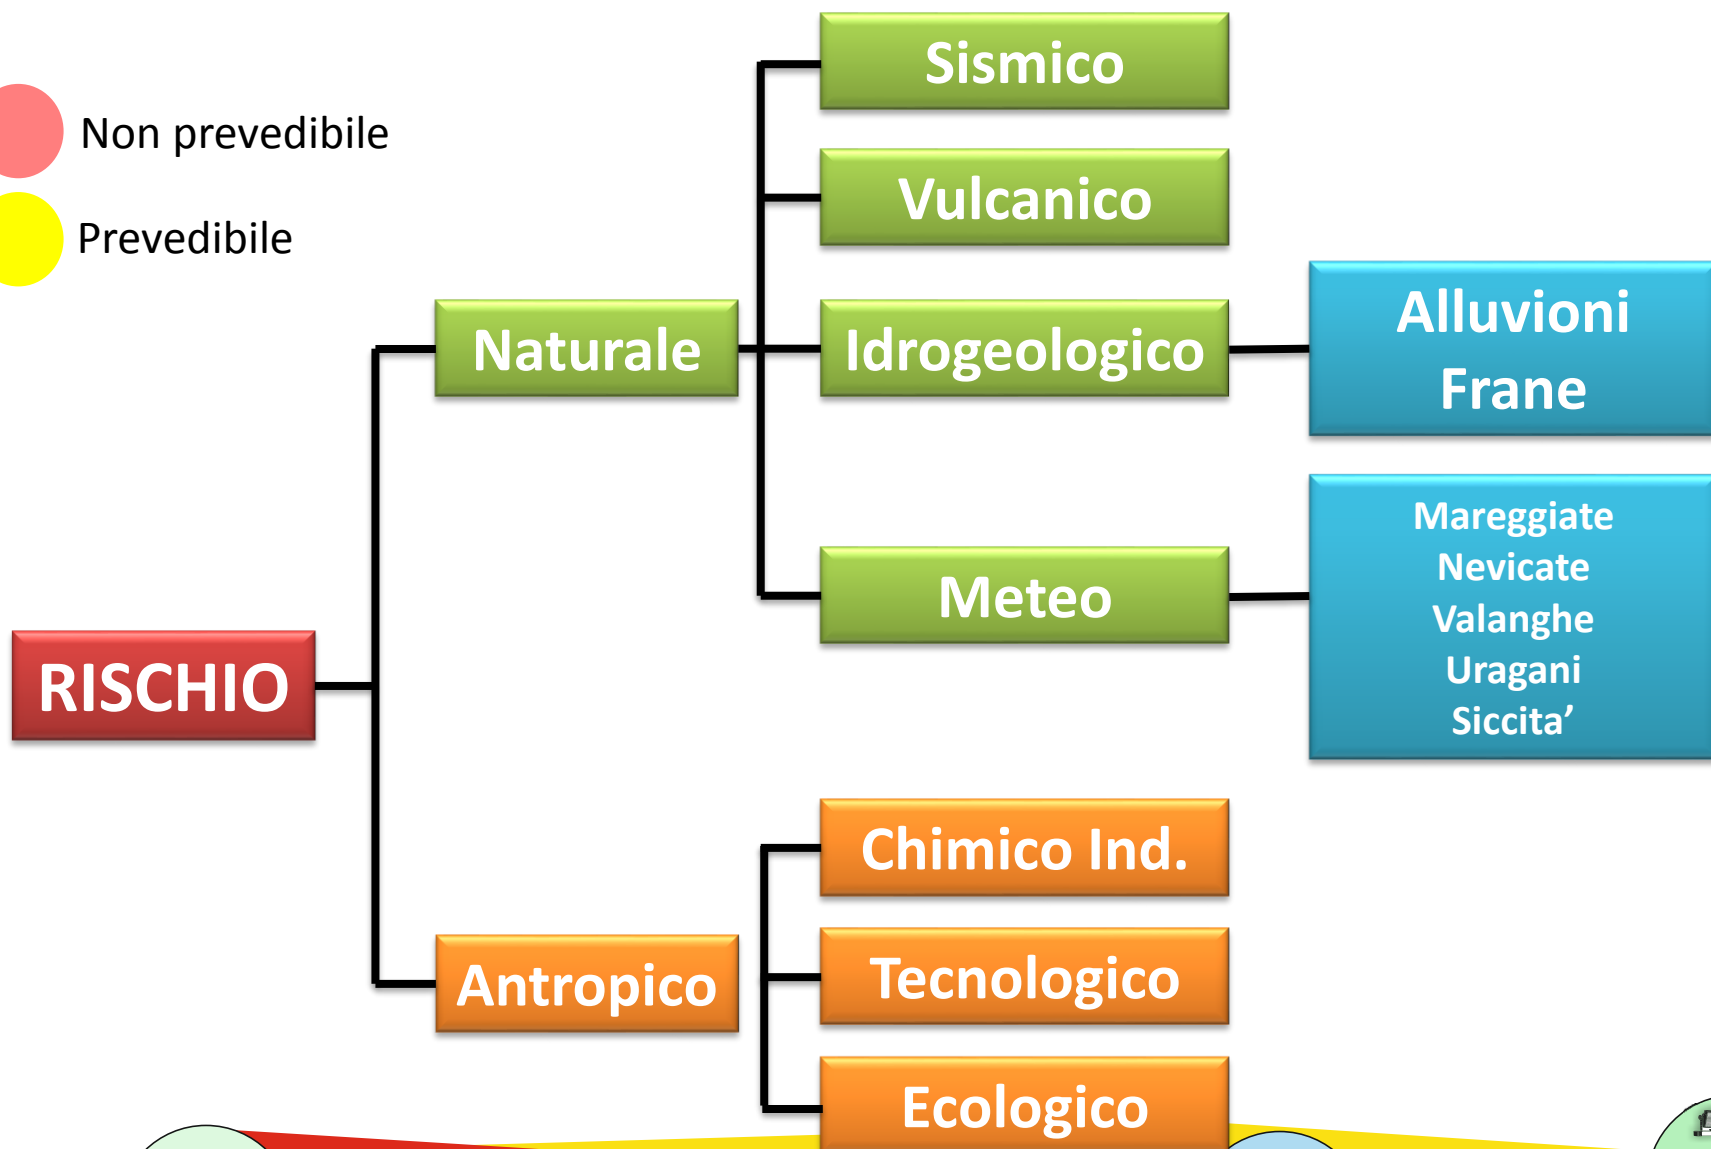 Non prevedibile
Prevedibile
RISCHIO
Naturale
Sismico
Vulcanico
Idrogeologico
Alluvioni
Frane
Meteo
Mareggiate
Nevicate
Valanghe
Uragani
Siccita’
Antropico
Chimico Ind.
Tecnologico
Ecologico